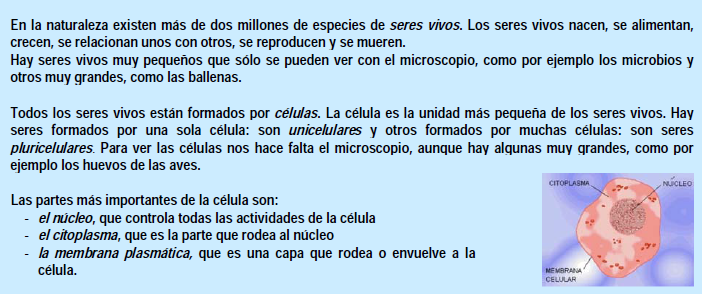 En la naturaleza existen más de dos millones de especies de seres vivos. Los seres vivos nacen, se alimentan,
crecen, se relacionan unos con otros, se reproducen y se mueren.
Hay seres vivos muy pequeños que sólo se pueden ver con el microscopio, como por ejemplo los microbios y
otros muy grandes, como las ballenas.
Todos los seres vivos están formados por células. La célula es la unidad más pequeña de los seres vivos. Hay
seres formados por una sola célula: son unicelulares y otros formados por muchas células: son seres
pluricelulares. Para ver las células nos hace falta el microscopio, aunque hay algunas muy grandes, como por
ejemplo los huevos de las aves.
Las partes más importantes de la célula son:
- el núcleo, que controla todas las actividades de la célula
- el citoplasma, que es la parte que rodea al núcleo
- la membrana plasmática, que es una capa que rodea o envuelve a la
célula.
CITOPLASMA
NÚCLEO
MEMBRANA
CELULAR